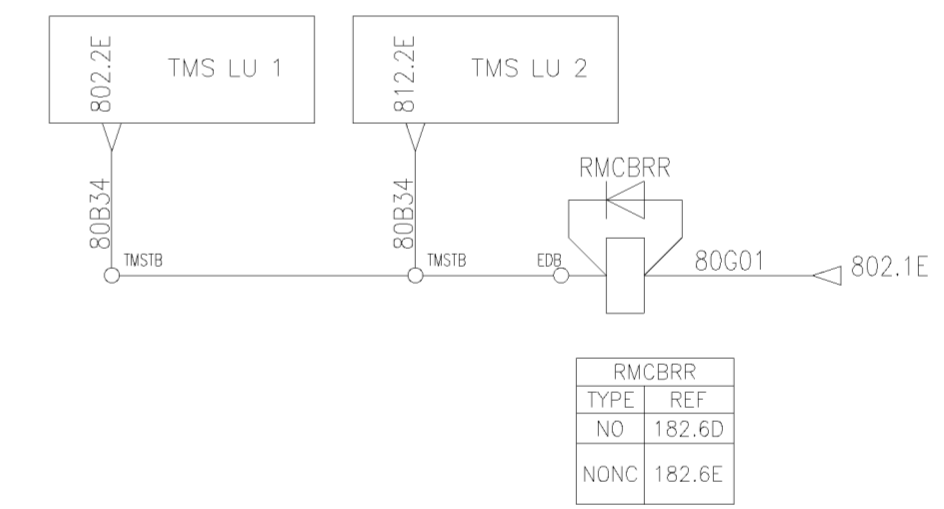 802.2E
TMS LU 1
812.2E
TMS LU 2
80B34
80B34
RMCBRR
TMSTB
TMSTB
EDB
80G01
802.1E
RMCBRR
TYPE REF
NO 182.6D
NONC 182.6E